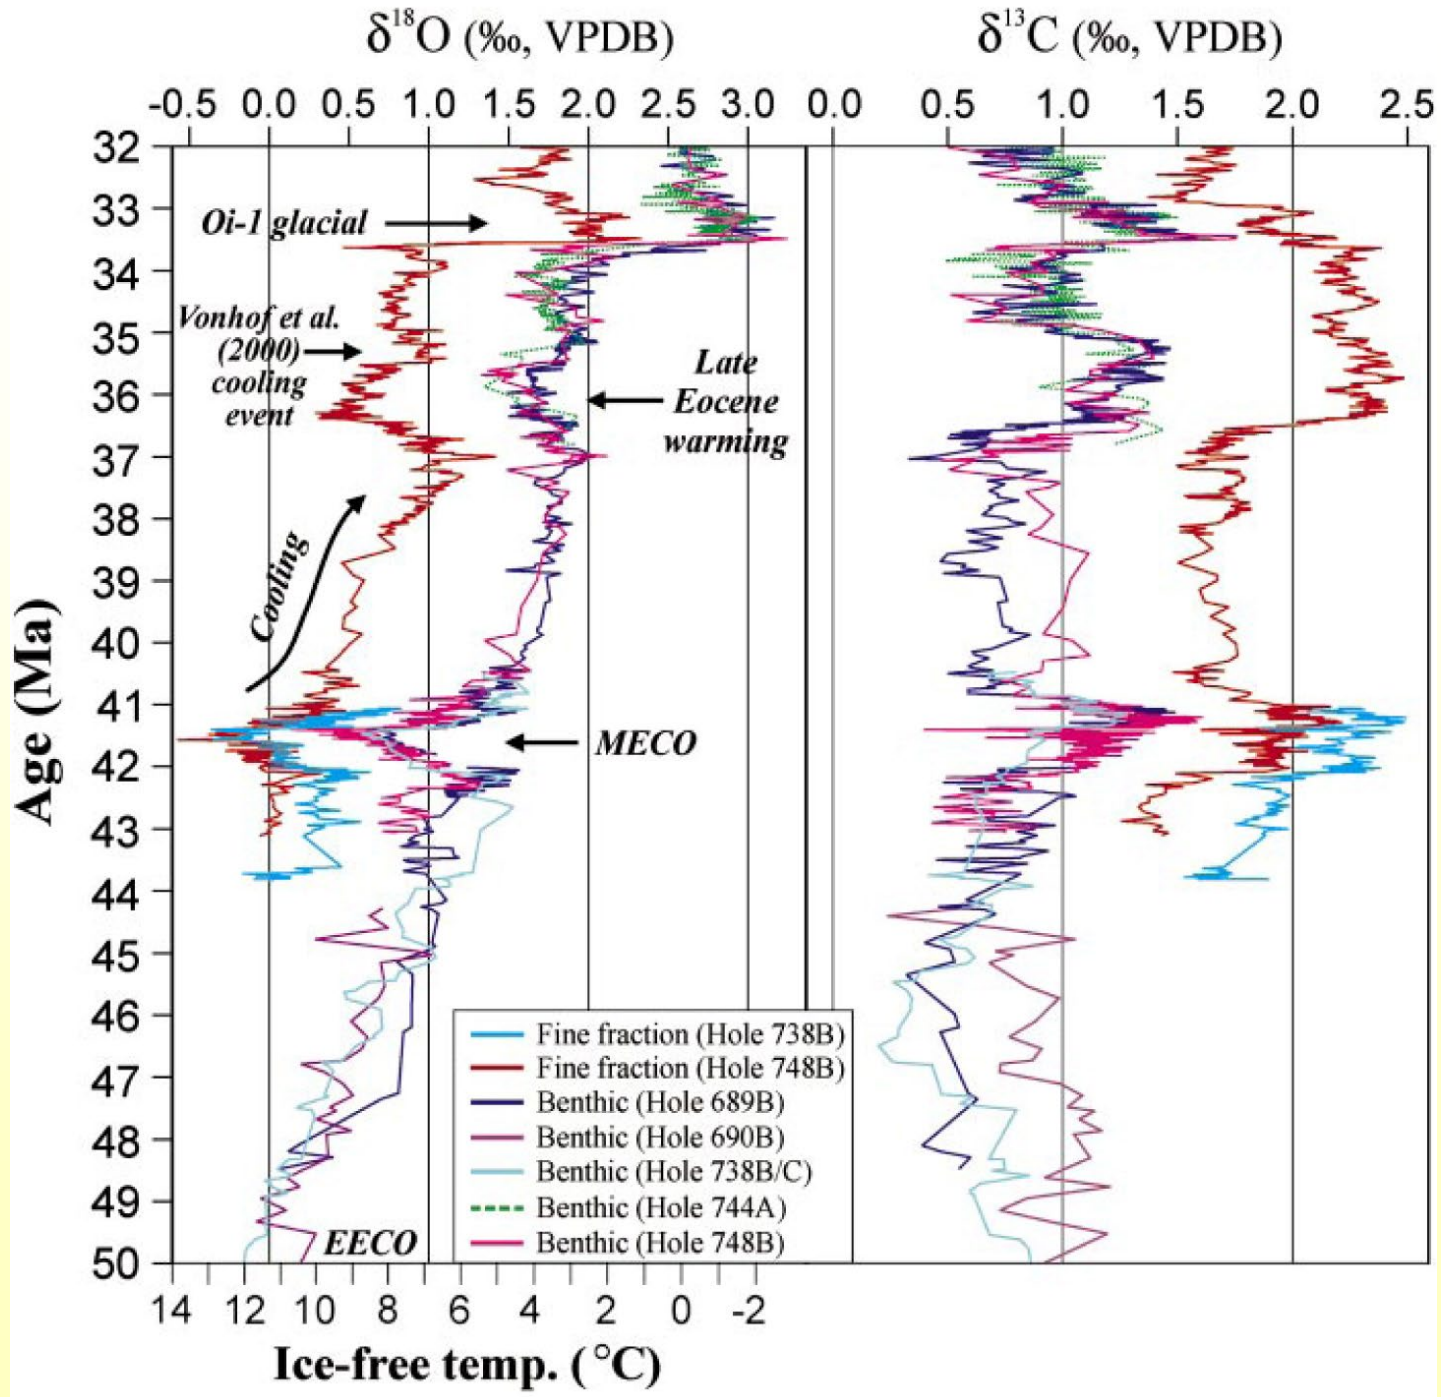 δ18O (‰, VPDB) δ13C (‰, VPDB)
-0.5 0.0 0.5 1.0 1.5 2.0 2.5 3.0 0.0 0.5 1.0 1.5 2.0 2.5
32
33
34
35
36
37
38
39
40
41
42
43
44
45
46
47
48
49
50
Age (Ma)
Oi-1 glacial
Vonhof et al.
(2000)
cooling
event
Late
Eocene
warming
Cooling
MECO
EECO
Fine fraction (Hole 738B)
Fine fraction (Hole 748B)
Benthic (Hole 689B)
Benthic (Hole 690B)
Benthic (Hole 738B/C)
Benthic (Hole 744A)
Benthic (Hole 748B)
14 12 10 8 6 4 2 0 -2
Ice-free temp. (°C)